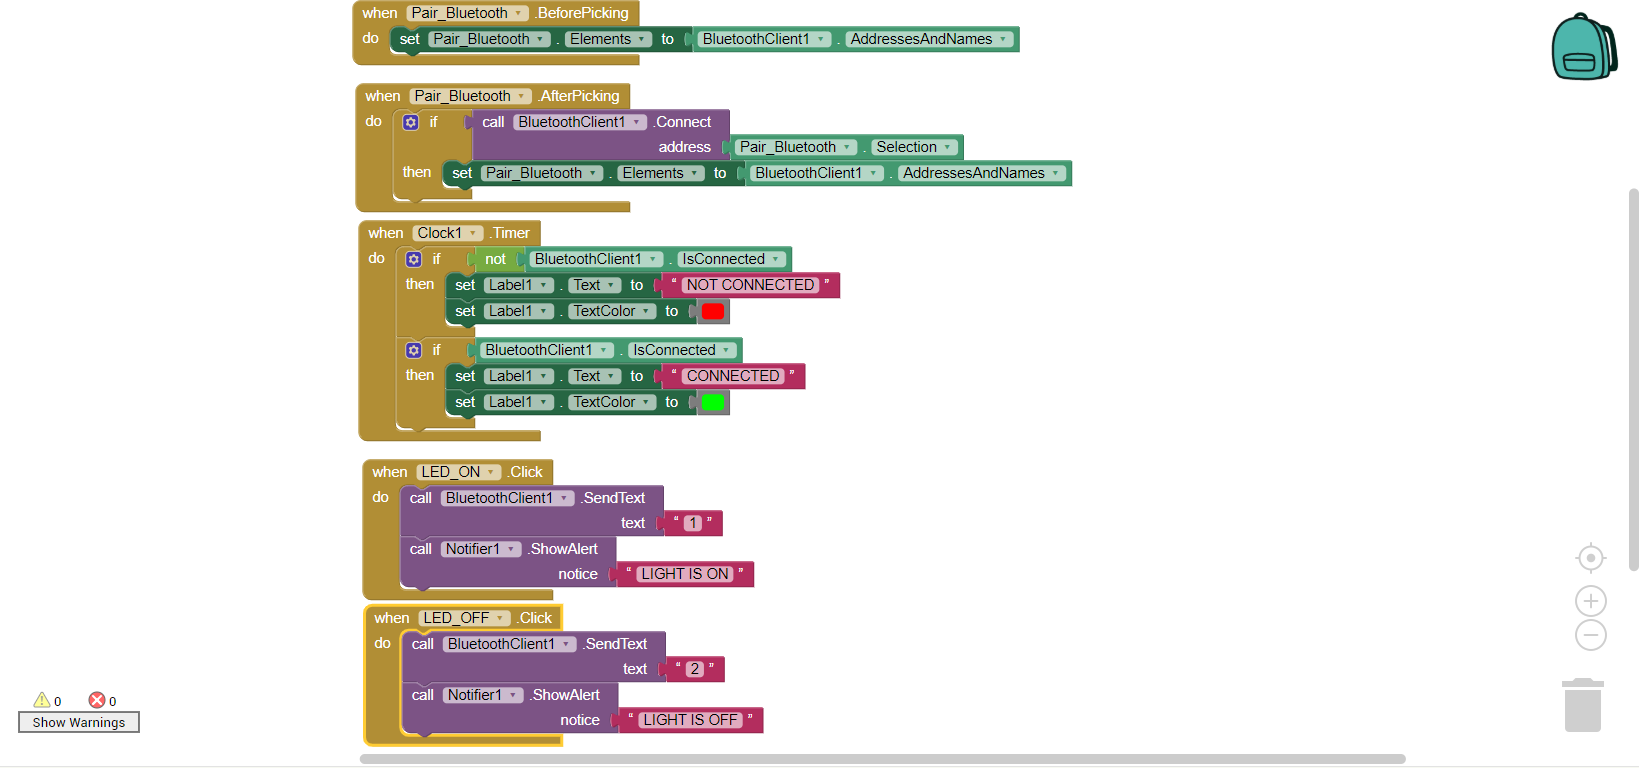 when Pair_Bluetooth .BeforePicking
do set Pair_Bluetooth . Elements to BluetoothClient1 . AddressesAndNames
when Pair_Bluetooth .AfterPicking
do if call BluetoothClient1 .Connect
address Pair_Bluetooth . Selection
then set Pair_Bluetooth . Elements to BluetoothClient1 . AddressesAndNames
when Clock1 .Timer
do if not BluetoothClient1 . IsConnected
then set Label1 . Text to “ NOT CONNECTED ”
set Label1 . TextColor to
if BluetoothClient1 . IsConnected
then set Label1 . Text to “ CONNECTED ”
set Label1 . TextColor to
when LED_ON .Click
do call BluetoothClient1 .SendText
text “ 1 ”
call Notifier1 .ShowAlert
notice “ LIGHT IS ON ”
when LED_OFF .Click
do call BluetoothClient1 .SendText
text “ 2 ”
call Notifier1 .ShowAlert
notice “ LIGHT IS OFF ”
0 0
Show Warnings